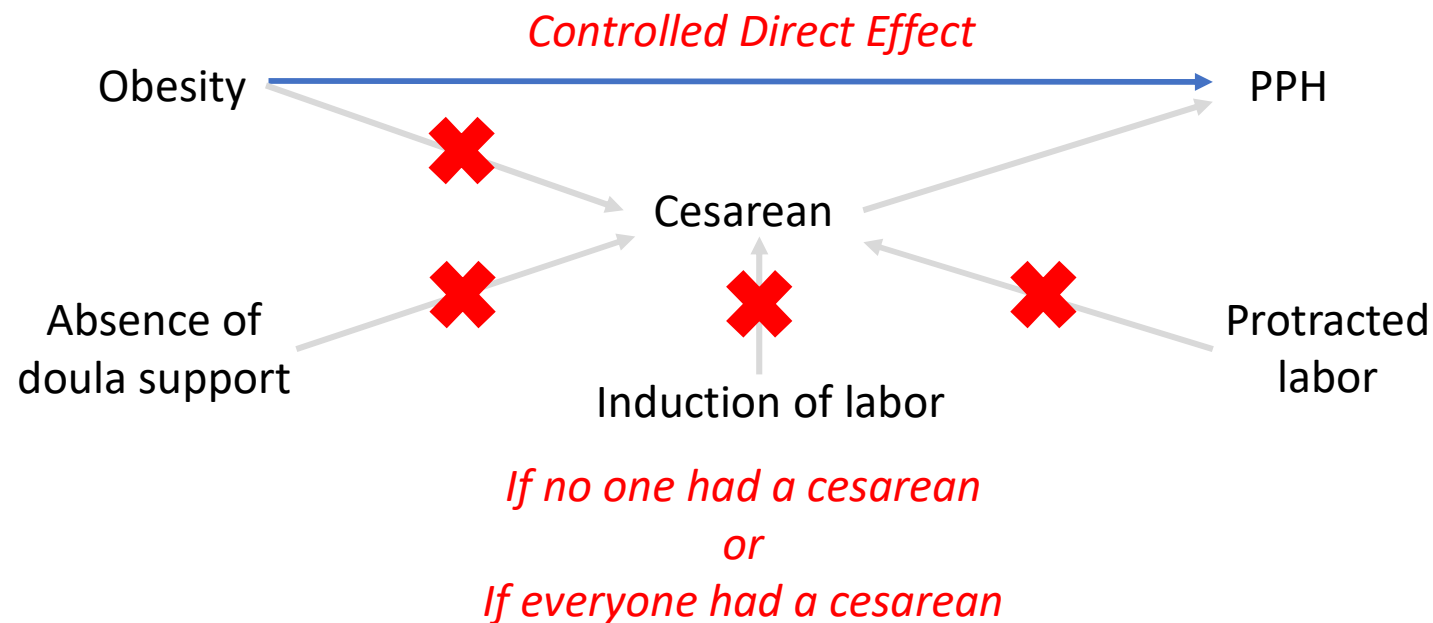 Controlled Direct Effect
Obesity
PPH
Cesarean
Absence of
doula support
Induction of labor
Protracted
labor
If no one had a cesarean
or
If everyone had a cesarean